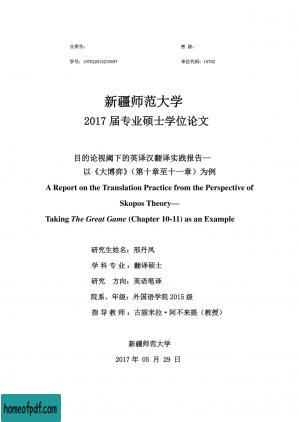 分类号： 密 级：
学号：107622015210697 单位代码：10762
新疆师范大学
2017 届专业硕士学位论文
目的论视阈下的英译汉翻译实践报告—
以《大博弈》（第十章至十一章）为例
A Report on the Translation Practice from the Perspective of
Skopos Theory—
Taking The Great Game (Chapter 10-11) as an Example
研究生姓名：邢丹凤
学 科 专 业：翻译硕士
研究 方向：英语笔译
院系、年级：外国语学院 2015级
指 导 教 师：古丽米拉·阿不来提（教授）
新疆师范大学
2017 年 05 月 29 日
homeofpdf.com
homeofpdf.com